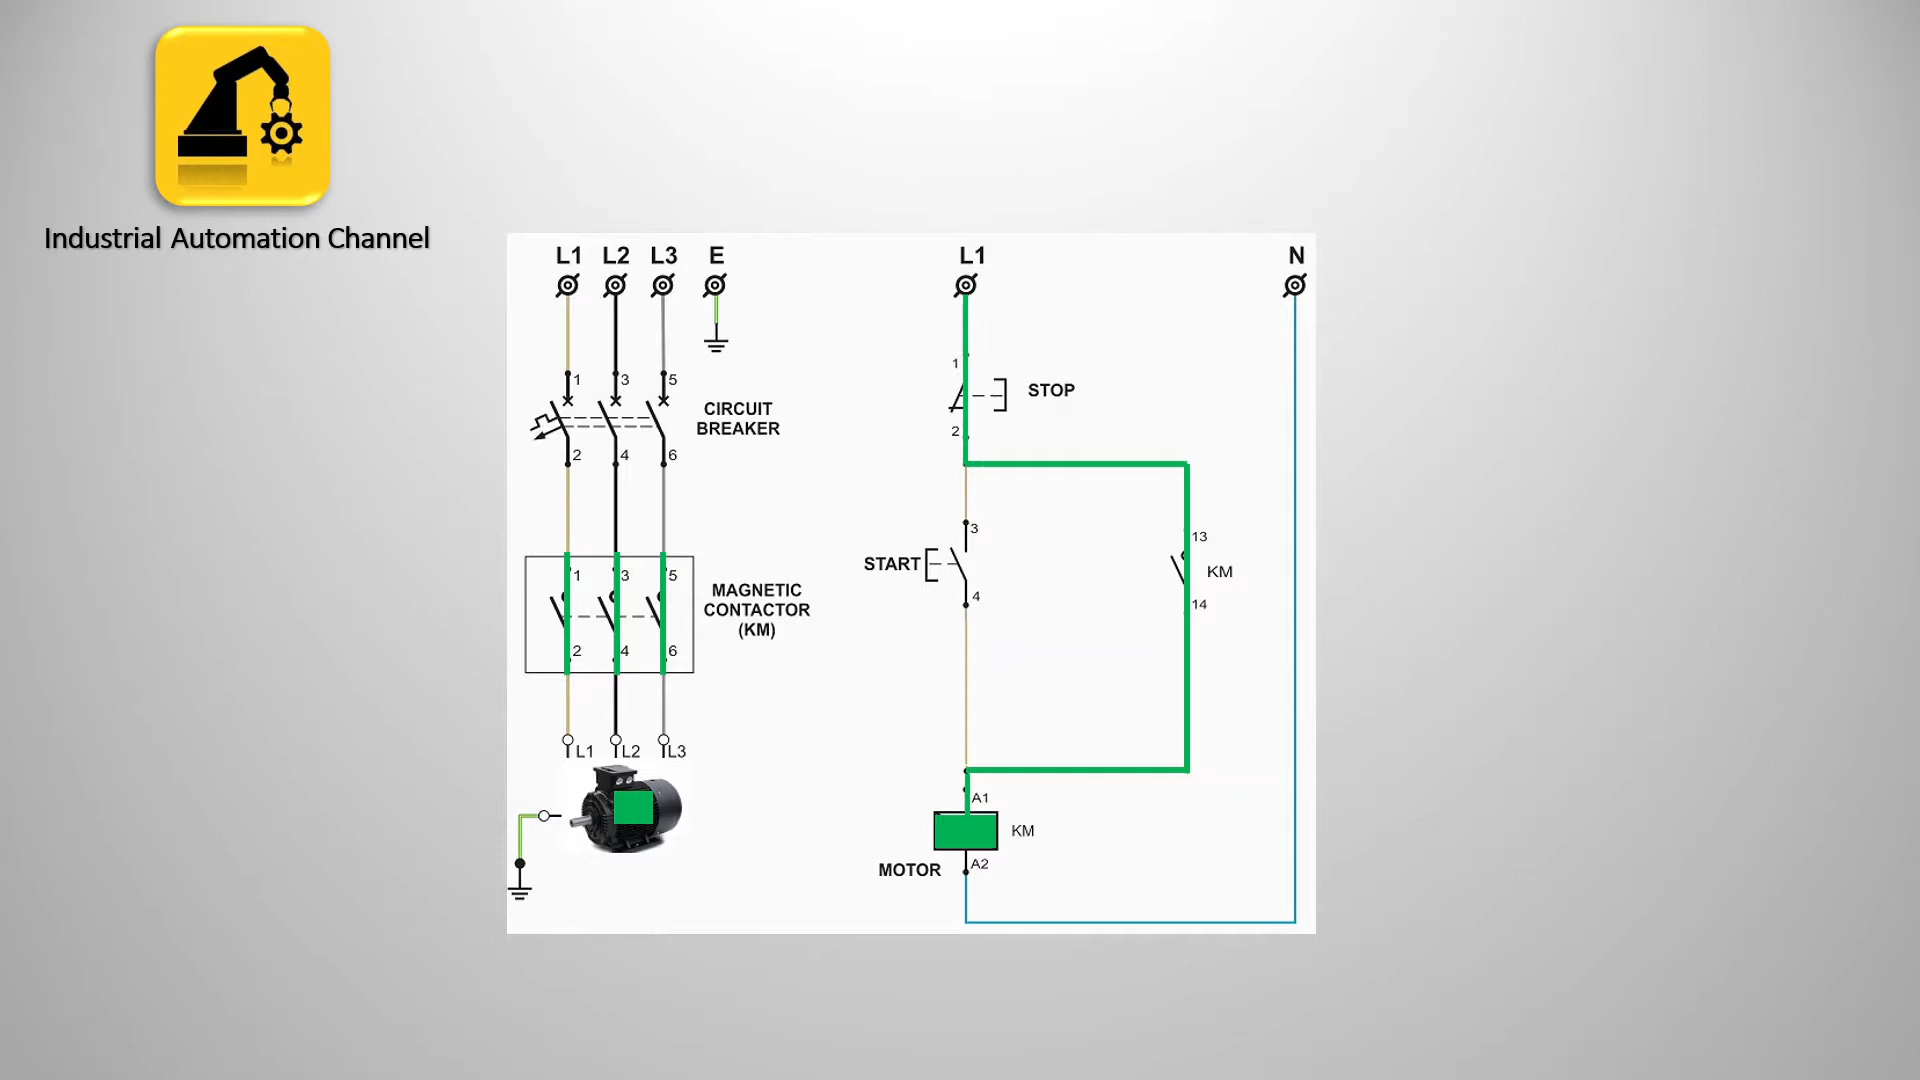 Industrial Automation Channel
L1 L2 L3 E L1 N
1 3 5
CIRCUIT
BREAKER
2 4 6
1
STOP
2
1 3 5
MAGNETIC
CONTACTOR
(KM)
2 4 6
3
START
4
13
KM
14
L1 L2 L3
A1
KM
MOTOR
A2